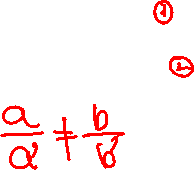 ①
②
a/a' ≠ b/b'